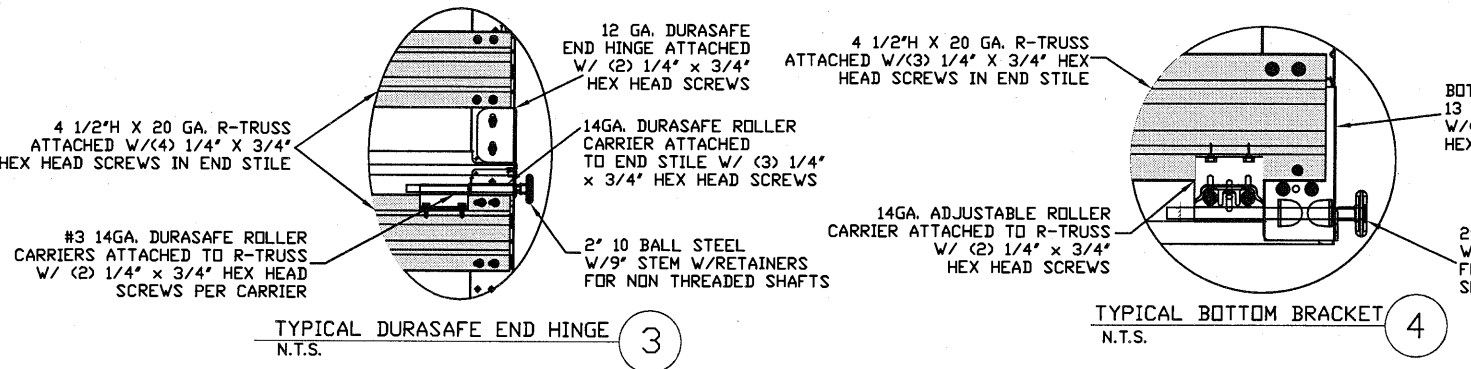 12 GA. DURASAFE
END HINGE ATTACHED
W/ (2) 1/4" x 3/4"
HEX HEAD SCREWS
4 1/2"H X 20 GA. R-TRUSS
ATTACHED W/(4) 1/4" X 3/4"
HEX HEAD SCREWS IN END STILE
14GA. DURASAFE ROLLER
CARRIER ATTACHED
TO END STILE W/ (3) 1/4"
x 3/4" HEX HEAD SCREWS
#3 14GA. DURASAFE ROLLER
CARRIERS ATTACHED TO R-TRUSS
W/ (2) 1/4" x 3/4" HEX HEAD
SCREWS PER CARRIER
2" 10 BALL STEEL
W/9" STEM W/RETAINERS
FOR NON THREADED SHAFTS
TYPICAL DURASAFE END HINGE
N.T.S.
3
4 1/2"H X 20 GA. R-TRUSS
ATTACHED W/(3) 1/4" X 3/4" HEX
HEAD SCREWS IN END STILE
14GA. ADJUSTABLE ROLLER
CARRIER ATTACHED TO R-TRUSS
W/ (2) 1/4" x 3/4"
HEX HEAD SCREWS
TYPICAL BOTTOM BRACKET
N.T.S.
4
13